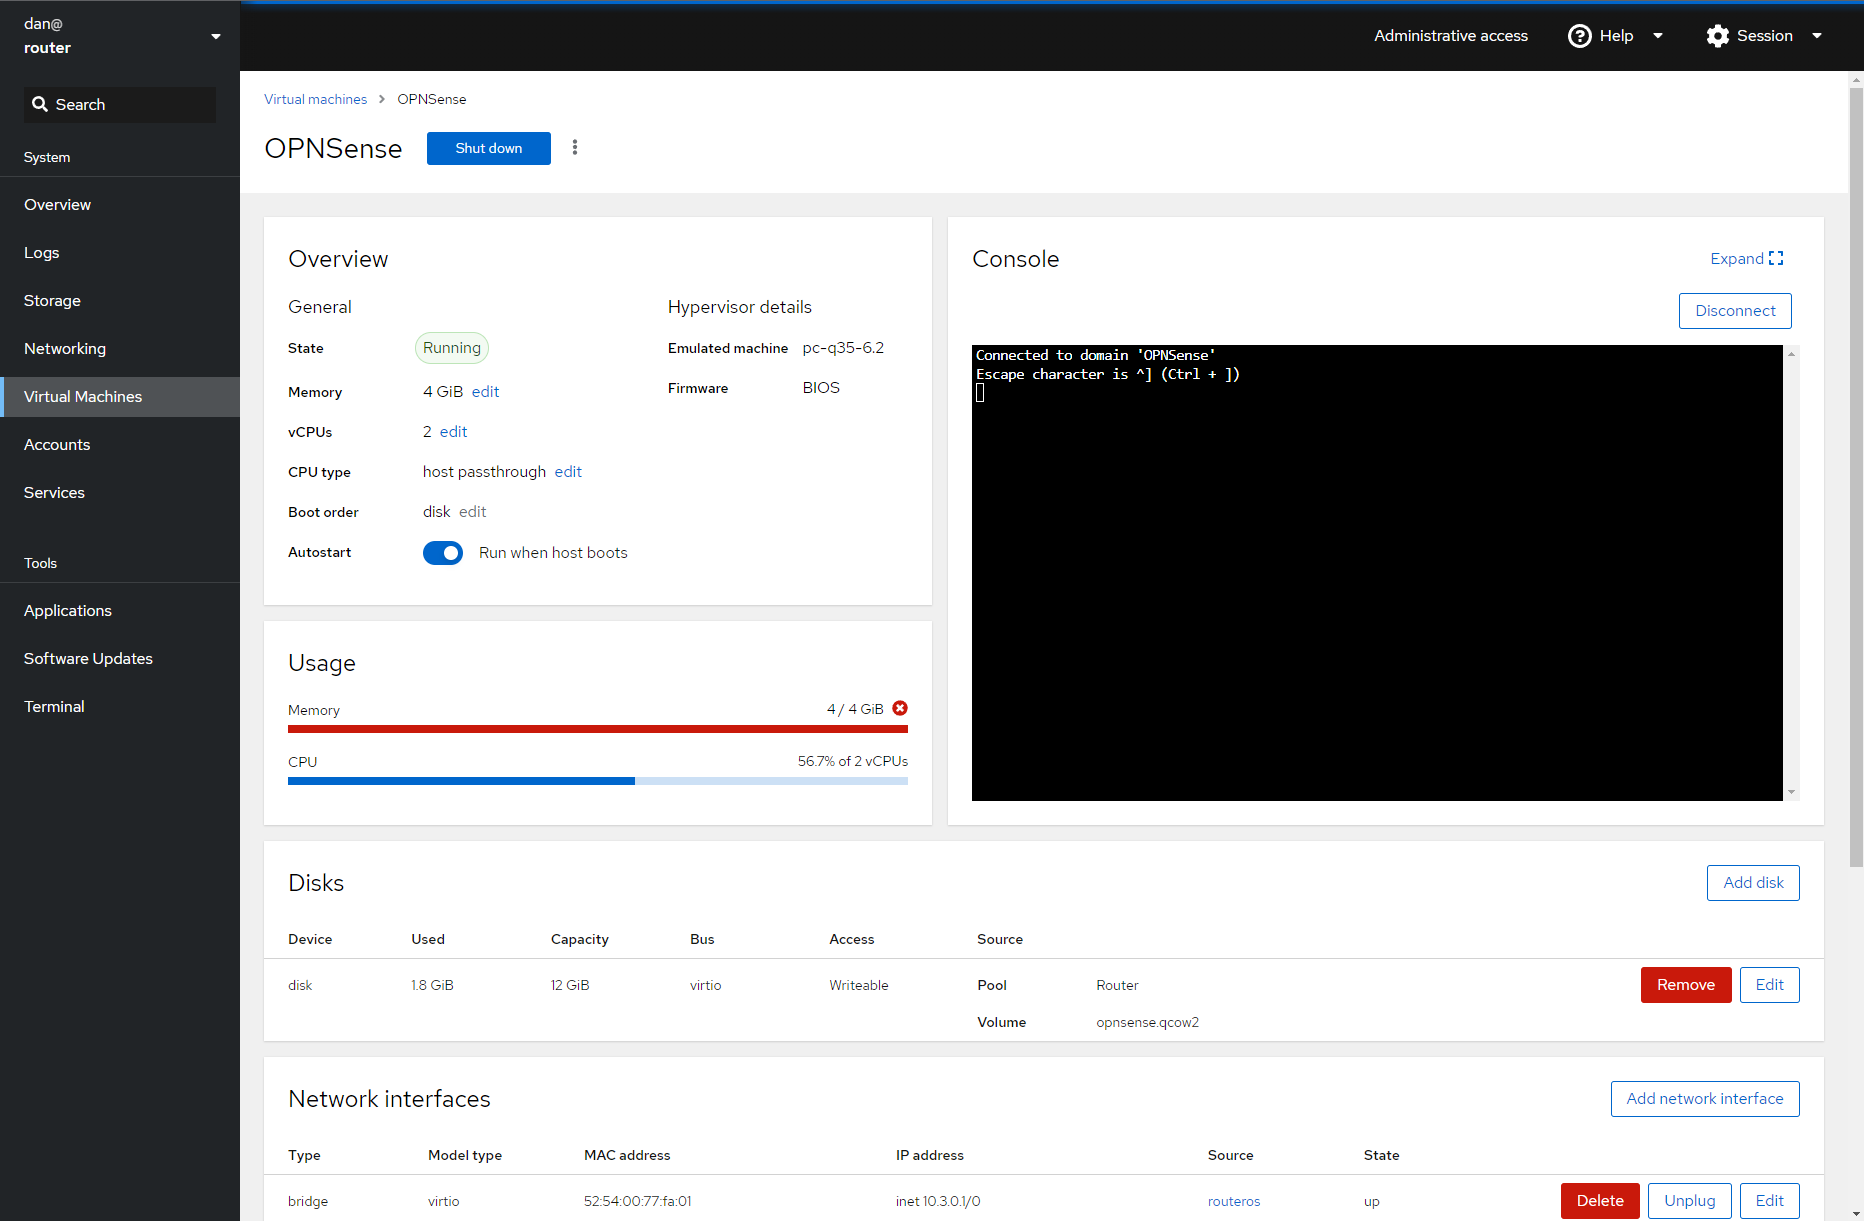 dan@
router
Administrative access
Help
Session
Search
System
Overview
Logs
Storage
Networking
Virtual Machines
Accounts
Services
Tools
Applications
Software Updates
Terminal
Virtual machines > OPNSense
OPNSense
Shut down
Overview
General
State Running
Memory 4 GiB edit
vCPUs 2 edit
CPU type host passthrough edit
Boot order disk edit
Autostart Run when host boots
Hypervisor details
Emulated machine pc-q35-6.2
Firmware BIOS
Usage
Memory 4 / 4 GiB
CPU 56.7% of 2 vCPUs
Console
Expand
Disconnect
Connected to domain 'OPNSense'
Escape character is ^] (Ctrl + ])
Disks
Add disk
Device Used Capacity Bus Access Source
disk 1.8 GiB 12 GiB virtio Writeable Pool Router Remove Edit
Volume opnsense.qcow2
Network interfaces
Add network interface
Type Model type MAC address IP address Source State
bridge virtio 52:54:00:77:fa:01 inet 10.3.0.1/0 routeros up Delete Unplug Edit